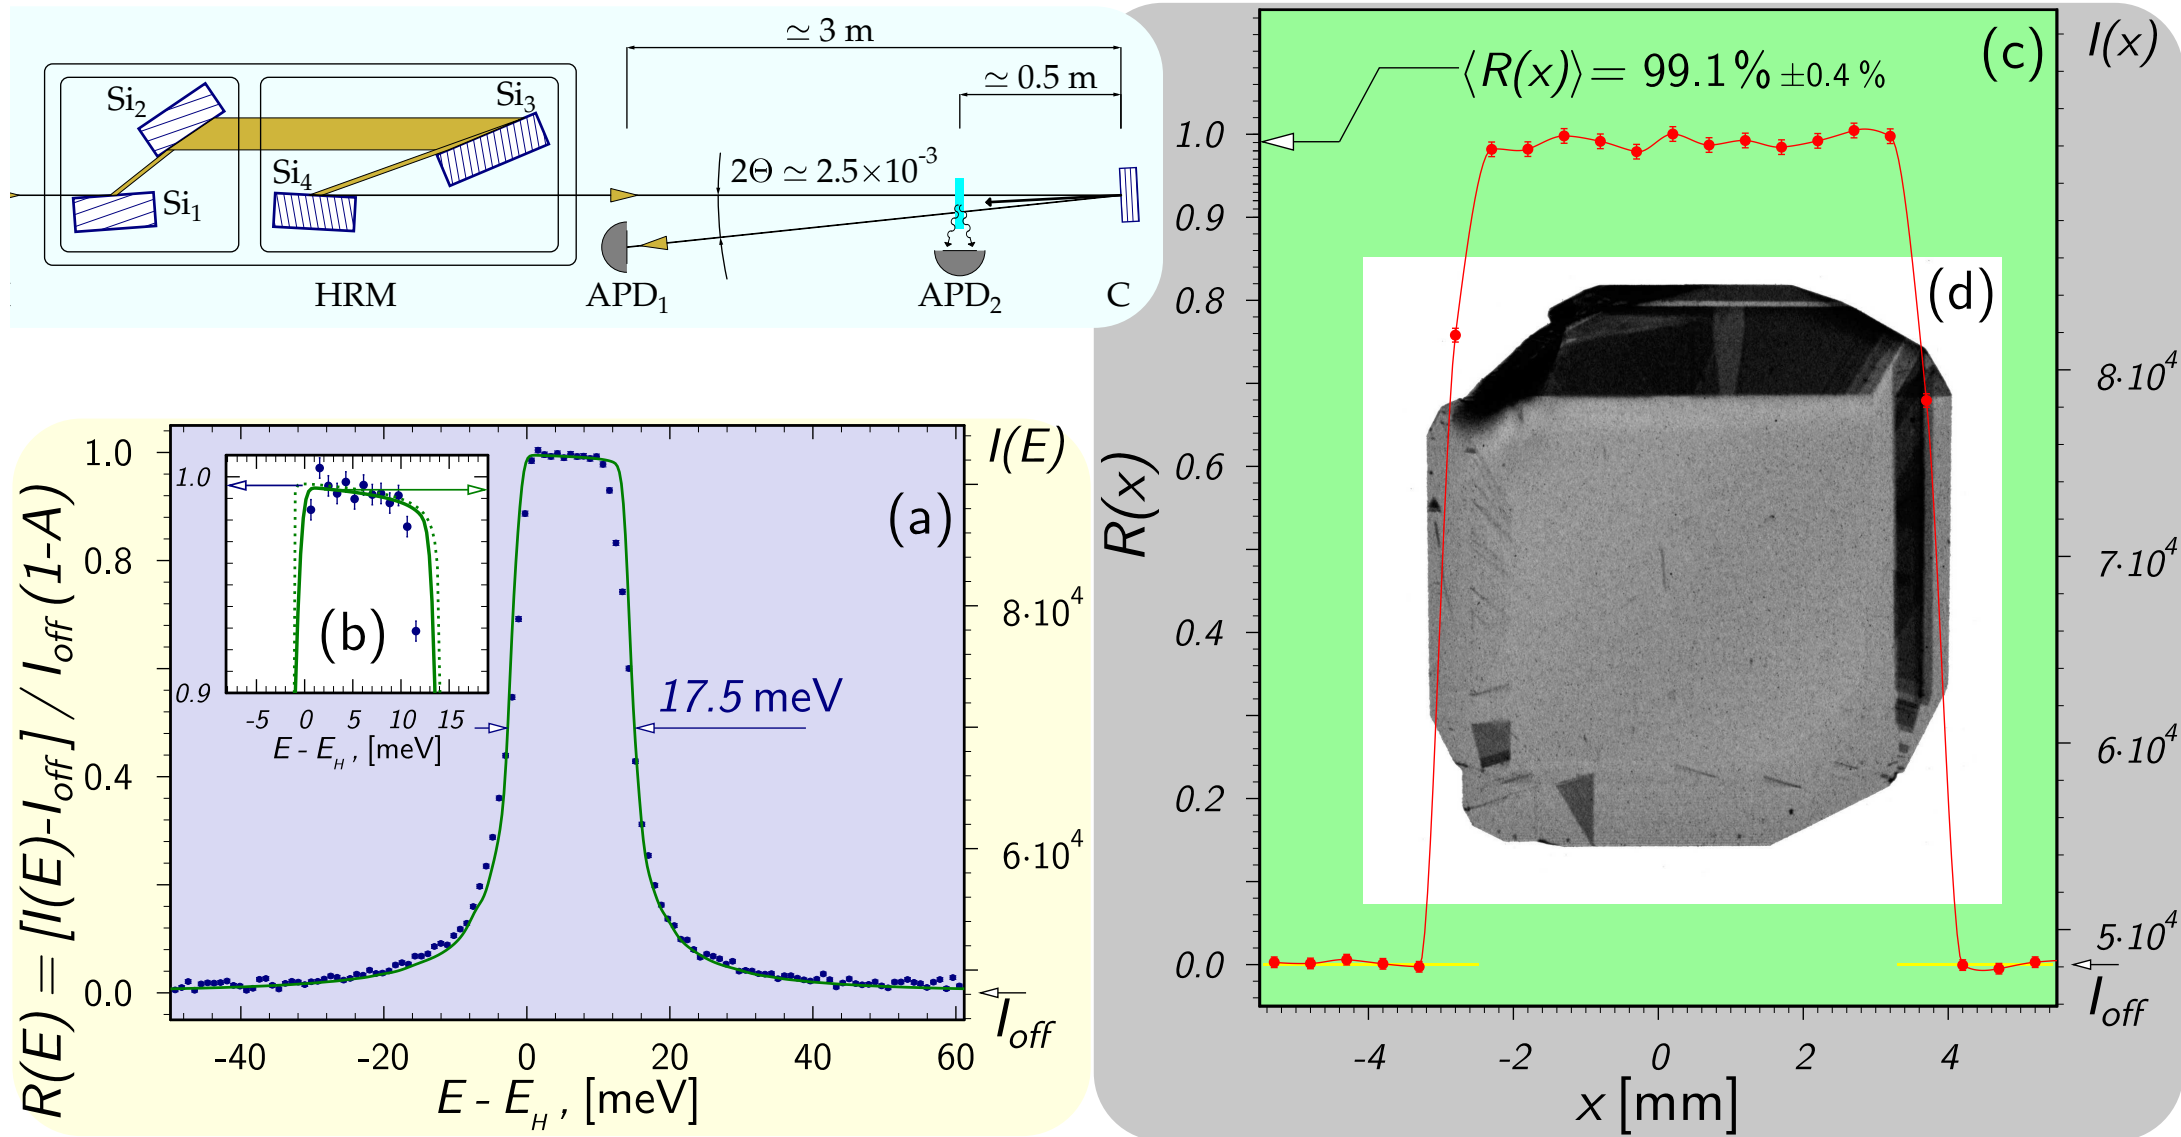 ≃ 3 m
≃ 0.5 m
Si2
Si3
Si4
Si1
2Θ ≃ 2.5×10⁻³
HRM
APD1
APD2
C
R(E) = [I(E)-Ioff] / Ioff (1-A)
1.0
0.8
0.4
0.0
-40
-20
0
20
40
60
E - EH , [meV]
I(E)
8·10⁴
6·10⁴
Ioff
(a)
17.5 meV
1.0
0.9
(b)
-5
0
5
10
15
E - EH , [meV]
(c)
I(x)
⟨R(x)⟩ = 99.1 % ±0.4 %
R(x)
1.0
0.9
0.8
0.6
0.4
0.2
0.0
(d)
8·10⁴
7·10⁴
6·10⁴
5·10⁴
Ioff
-4
-2
0
2
4
x [mm]